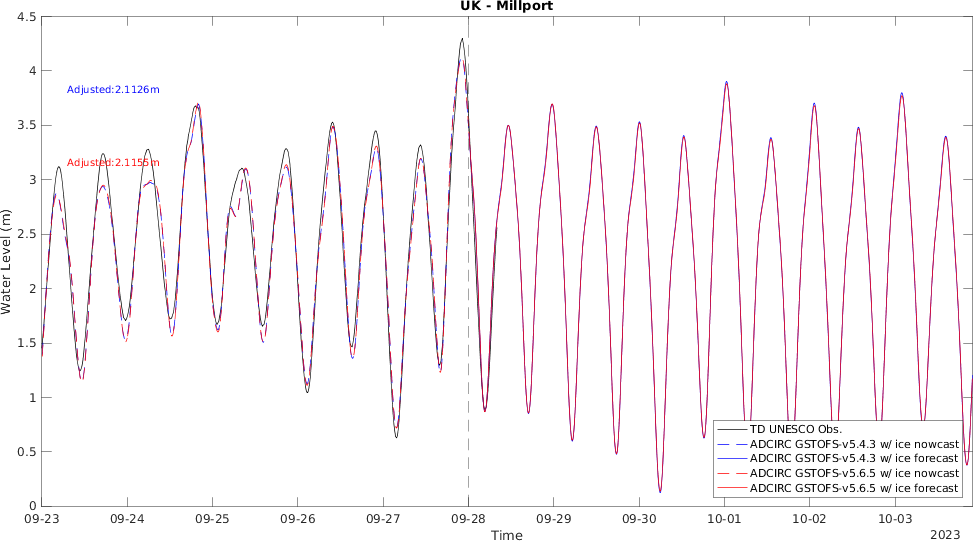 UK - Millport
4.5
4
3.5
3
2.5
2
1.5
1
0.5
0
Water Level (m)
Adjusted:2.1126m
Adjusted:2.1155m
TD UNESCO Obs.
ADCIRC GSTOFS-v5.4.3 w/ ice nowcast
ADCIRC GSTOFS-v5.4.3 w/ ice forecast
ADCIRC GSTOFS-v5.6.5 w/ ice nowcast
ADCIRC GSTOFS-v5.6.5 w/ ice forecast
09-23 09-24 09-25 09-26 09-27 09-28 09-29 09-30 10-01 10-02 10-03
Time
2023